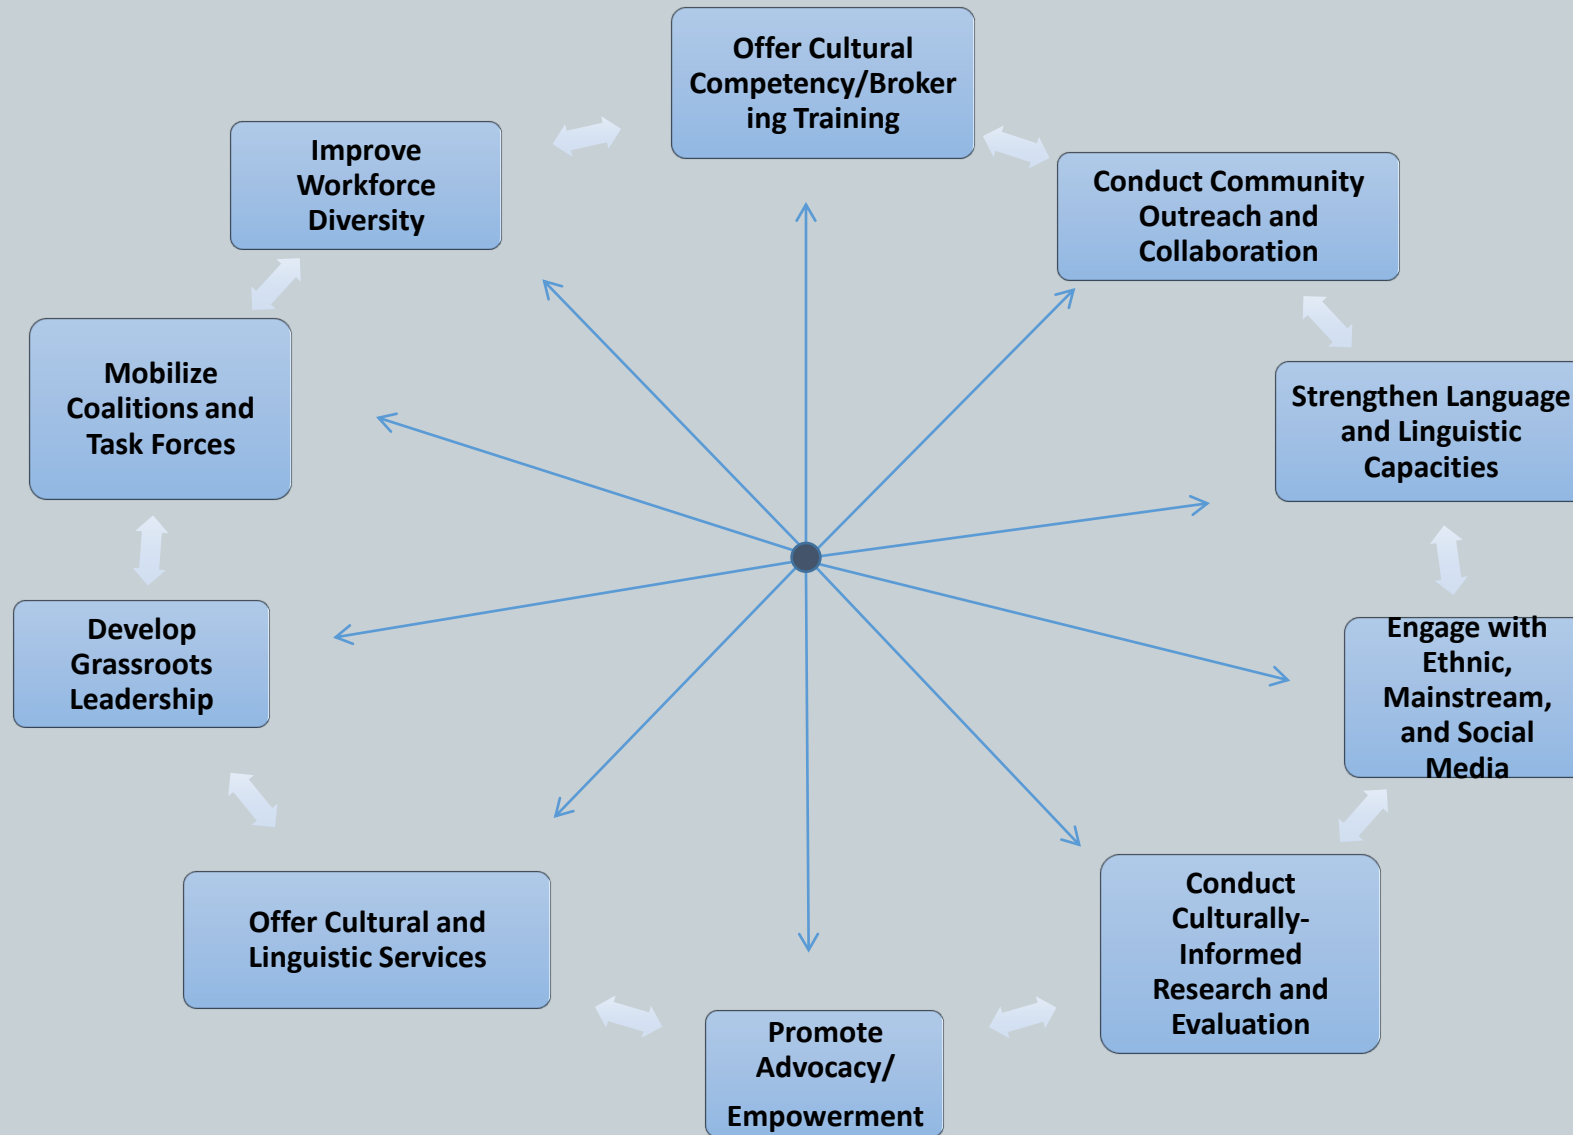 Offer Cultural
Competency/Broker
ing Training
Improve
Workforce
Diversity
Conduct Community
Outreach and
Collaboration
Mobilize
Coalitions and
Task Forces
Strengthen Language
and Linguistic
Capacities
Develop
Grassroots
Leadership
Engage with
Ethnic,
Mainstream,
and Social
Media
Offer Cultural and
Linguistic Services
Conduct
Culturally-
Informed
Research and
Evaluation
Promote
Advocacy/
Empowerment